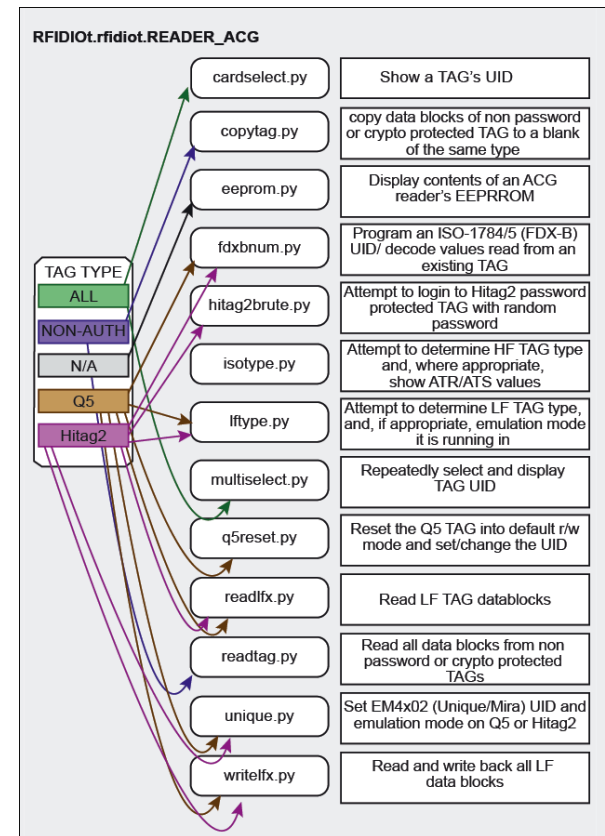 RFIDIOt.rfidiot.READER_ACG
cardselect.py
Show a TAG's UID
copytag.py
copy data blocks of non password
or crypto protected TAG to a blank
of the same type
eeprom.py
Display contents of an ACG
reader's EEPRROM
fdxbnum.py
Program an ISO-1784/5 (FDX-B)
UID/ decode values read from an
existing TAG
TAG TYPE
ALL
NON-AUTH
N/A
Q5
Hitag2
hitag2brute.py
Attempt to login to Hitag2 password
protected TAG with random
password
isotype.py
Attempt to determine HF TAG type
and, where appropriate,
show ATR/ATS values
lftype.py
Attempt to determine LF TAG type,
and, if appropriate, emulation mode
it is running in
multiselect.py
Repeatedly select and display
TAG UID
q5reset.py
Reset the Q5 TAG into default r/w
mode and set/change the UID
readlfx.py
Read LF TAG datablocks
readtag.py
Read all data blocks from non
password or crypto protected
TAGs
unique.py
Set EM4x02 (Unique/Mira) UID and
emulation mode on Q5 or Hitag2
writelfx.py
Read and write back all LF
data blocks